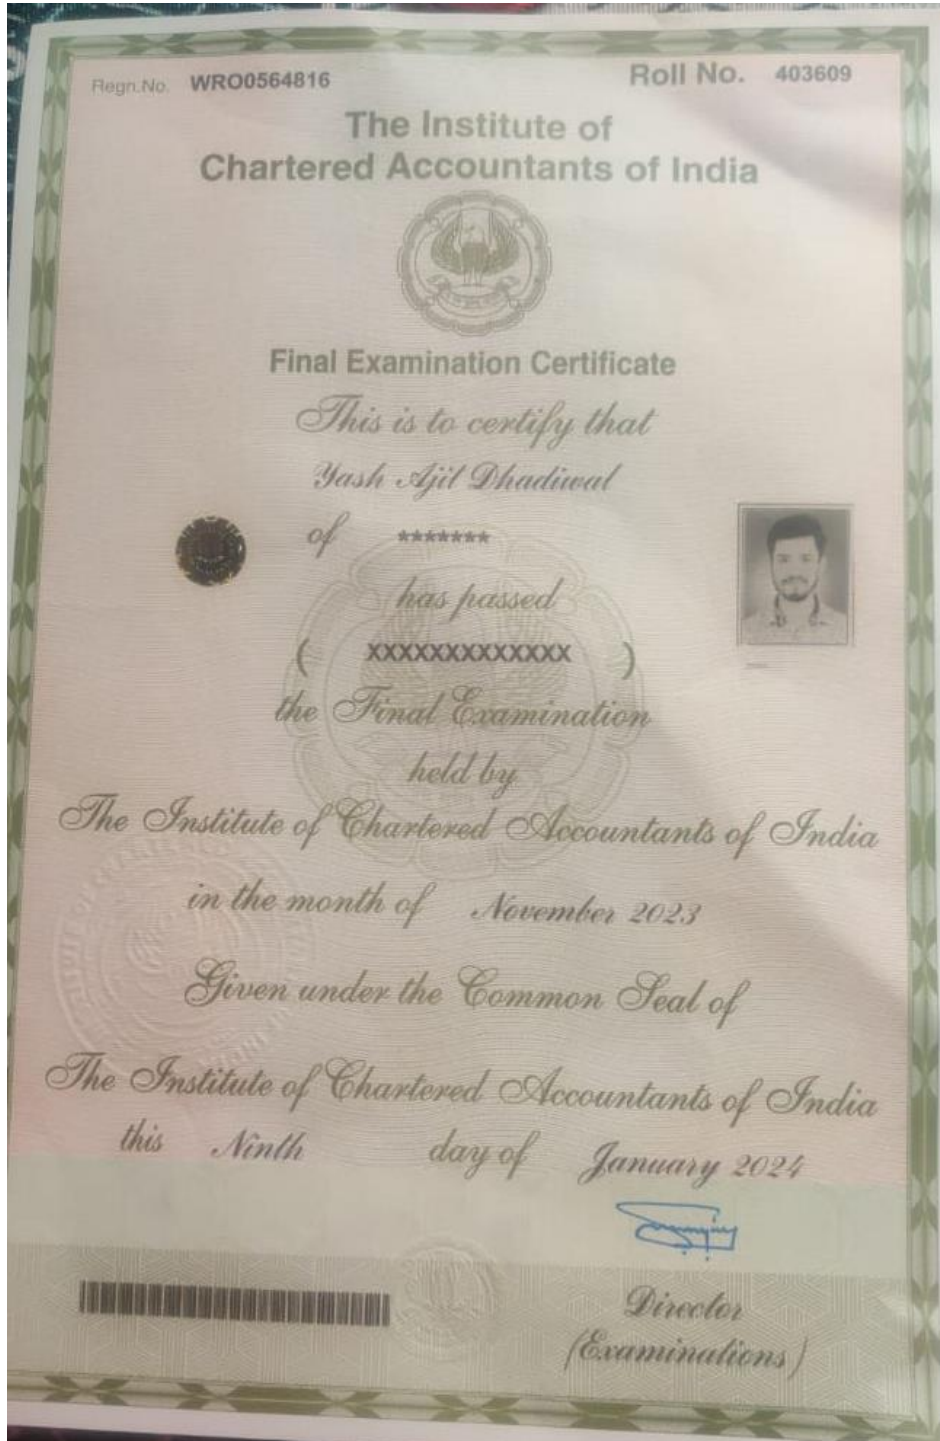 Regn.No. WRO0564816 Roll No. 403609
The Institute of
Chartered Accountants of India
Final Examination Certificate
This is to certify that
Yash Ajit Dhadiwal
of *******
has passed
( XXXXXXXXXXXXX )
the Final Examination
held by
The Institute of Chartered Accountants of India
in the month of November 2023
Given under the Common Seal of
The Institute of Chartered Accountants of India
this Ninth day of January 2024
Director
(Examinations)